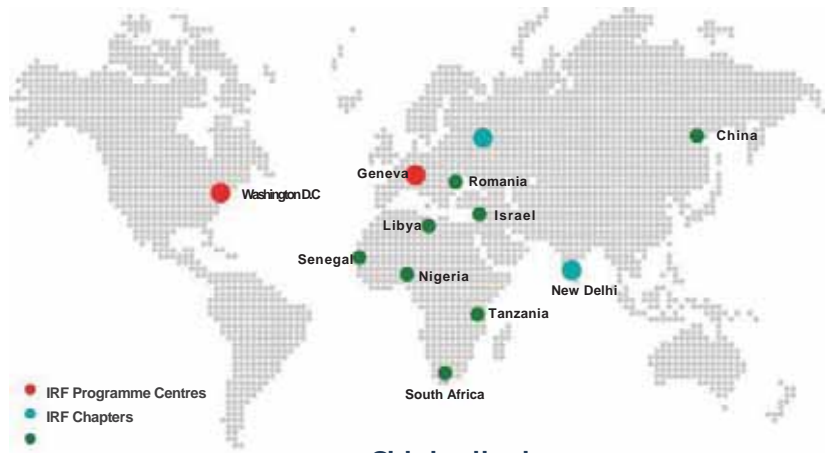 China
Geneva
Romania
Washington D.C
Israel
Libya
Senegal
Nigeria
New Delhi
Tanzania
South Africa
IRF Programme Centres
IRF Chapters